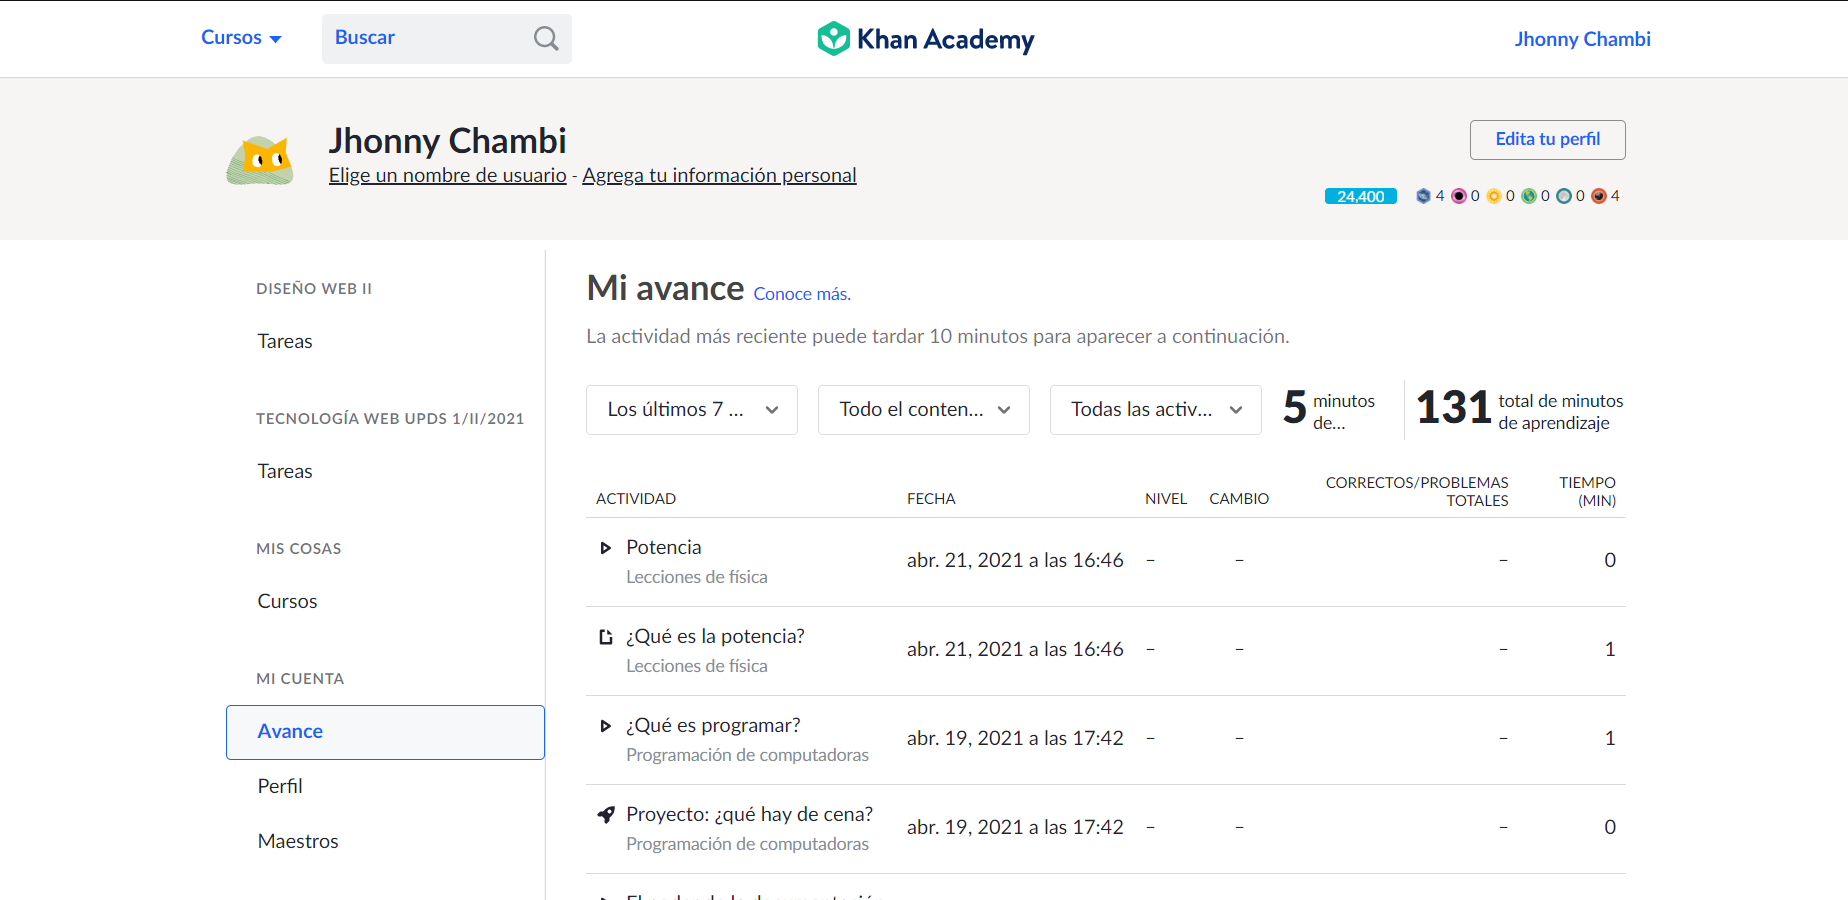 Cursos
Buscar
Khan Academy
Jhonny Chambi
Jhonny Chambi
Elige un nombre de usuario - Agrega tu información personal
Edita tu perfil
24,400 4 0 0 0 0 4
DISEÑO WEB II
Tareas
TECNOLOGÍA WEB UPDS 1/II/2021
Tareas
MIS COSAS
Cursos
MI CUENTA
Avance
Perfil
Maestros
Mi avance Conoce más.
La actividad más reciente puede tardar 10 minutos para aparecer a continuación.
Los últimos 7 ...
Todo el conten...
Todas las activ...
5 minutos
de...
131 total de minutos
de aprendizaje
ACTIVIDAD FECHA NIVEL CAMBIO CORRECTOS/PROBLEMAS TOTALES TIEMPO (MIN)
Potencia
Lecciones de física
abr. 21, 2021 a las 16:46 – – – 0
¿Qué es la potencia?
Lecciones de física
abr. 21, 2021 a las 16:46 – – – 1
¿Qué es programar?
Programación de computadoras
abr. 19, 2021 a las 17:42 – – – 1
Proyecto: ¿qué hay de cena?
Programación de computadoras
abr. 19, 2021 a las 17:42 – – – 0